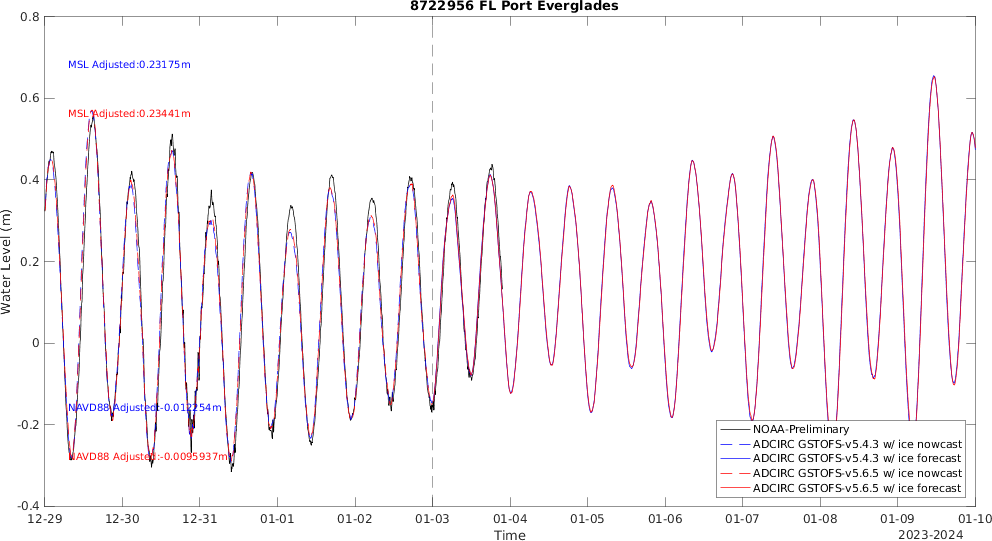 8722956 FL Port Everglades
0.8
MSL Adjusted:0.23175m
0.6
MSL Adjusted:0.23441m
0.4
Water Level (m)
0.2
0
NAVD88 Adjusted:-0.012254m
-0.2
NAVD88 Adjusted:-0.0095937m
-0.4
NOAA-Preliminary
ADCIRC GSTOFS-v5.4.3 w/ ice nowcast
ADCIRC GSTOFS-v5.4.3 w/ ice forecast
ADCIRC GSTOFS-v5.6.5 w/ ice nowcast
ADCIRC GSTOFS-v5.6.5 w/ ice forecast
12-29 12-30 12-31 01-01 01-02 01-03 01-04 01-05 01-06 01-07 01-08 01-09 01-10
Time
2023-2024